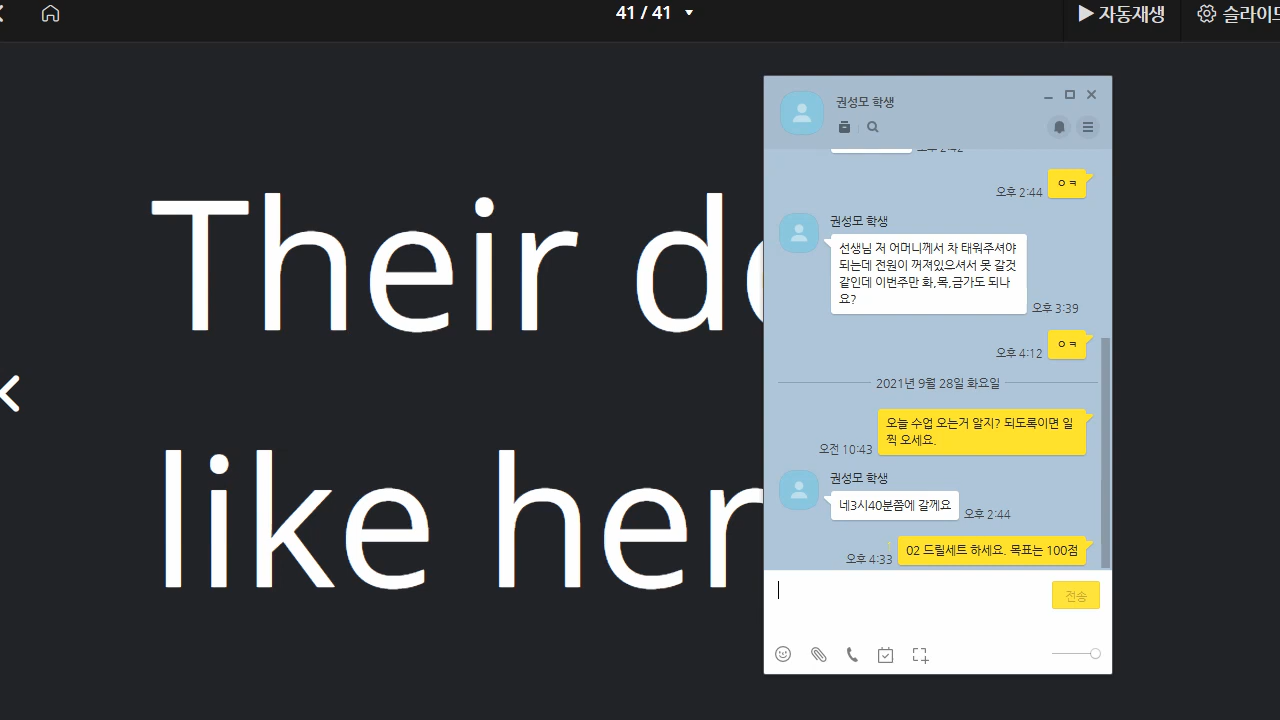 41 / 41
자동재생
슬라이드
Their do
like her
권성모 학생
오후 2:42
ㅇㅋ
오후 2:44
권성모 학생
선생님 저 어머니께서 차 태워주셔야
되는데 전원이 꺼져있으셔서 못 갈것
같인데 이번주만 화,목,금가도 되나
요?
오후 3:39
ㅇㅋ
오후 4:12
2021년 9월 28일 화요일
오늘 수업 오는거 알지? 되도록이면 일
찍 오세요.
오전 10:43
권성모 학생
네3시40분쯤에 갈께요
오후 2:44
1
02 드릴세트 하세요. 목표는 100점
오후 4:33
전송